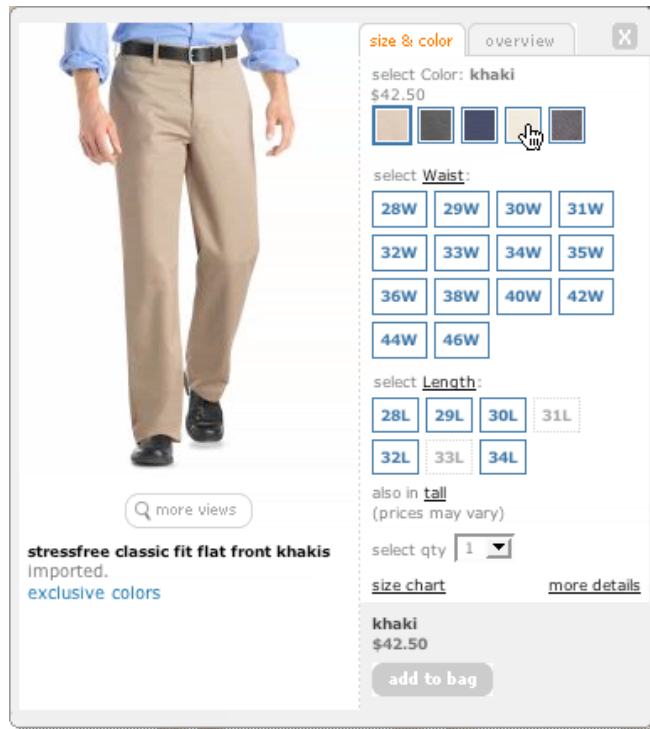 size & color
overview
X
select Color: khaki
$42.50
select Waist:
28W 29W 30W 31W
32W 33W 34W 35W
36W 38W 40W 42W
44W 46W
select Length:
28L 29L 30L 31L
32L 33L 34L
also in tall
(prices may vary)
select qty 1
size chart more details
khaki
$42.50
add to bag
more views
stressfree classic fit flat front khakis
imported.
exclusive colors